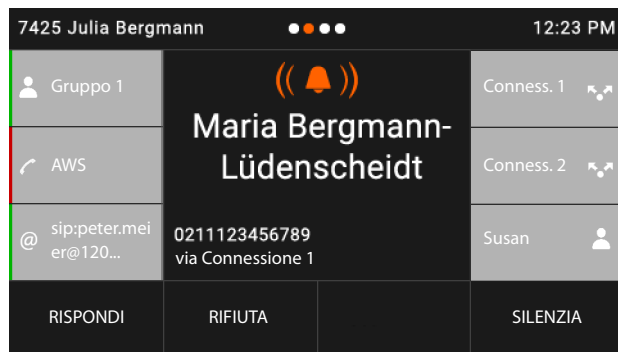 7425 Julia Bergmann
12:23 PM
Gruppo 1
AWS
@ sip:peter.mei
er@120...
Maria Bergmann-
Lüdenscheidt
0211123456789
via Connessione 1
Conness. 1
Conness. 2
Susan
RISPONDI
RIFIUTA
SILENZIA